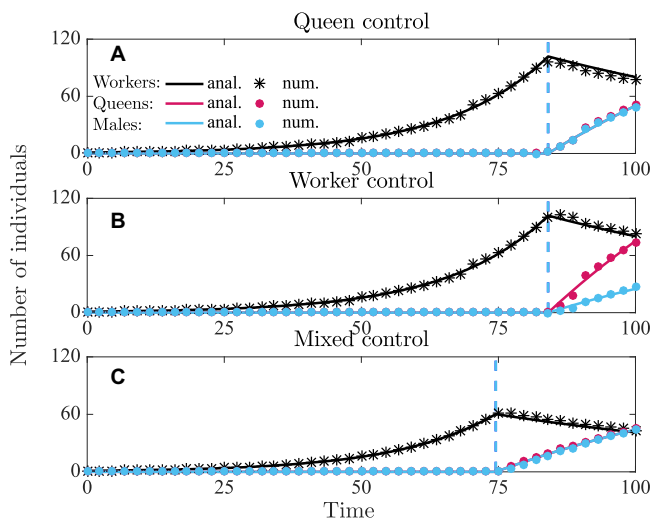 Queen control
120
A
Workers: anal. num.
60
Queens: anal. num.
Males: anal. num.
0
0 25 50 75 100
Worker control
120
B
60
0
0 25 50 75 100
Mixed control
120
C
60
0
0 25 50 75 100
Time
Number of individuals